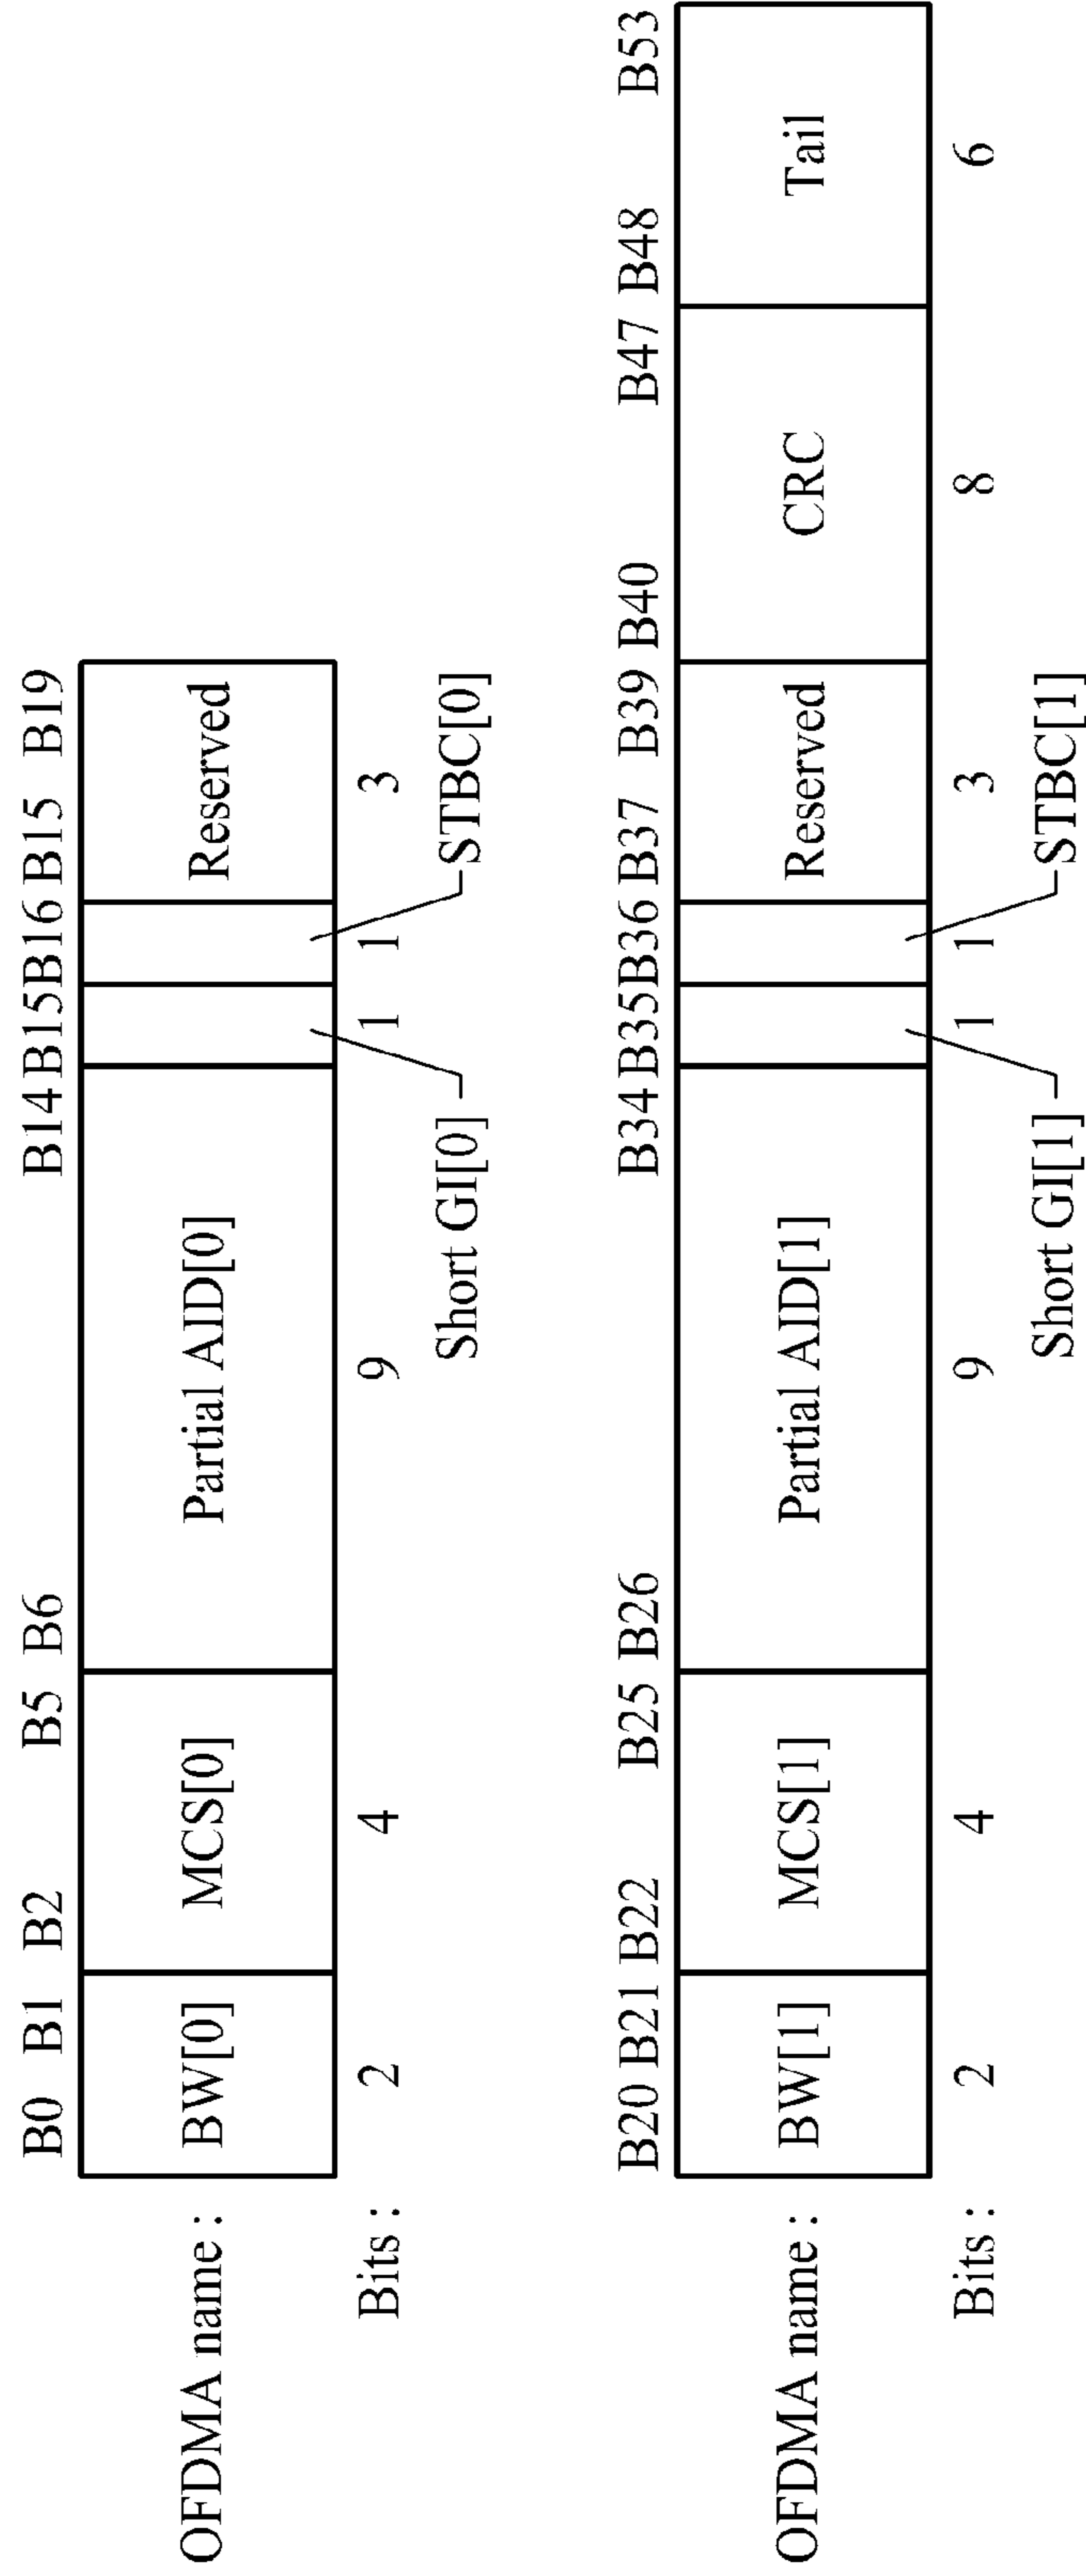 B0 B1 B2 B5 B6 B14 B15 B16 B15 B19
OFDMA name : BW[0] MCS[0] Partial AID[0] Reserved
Bits : 2 4 9 1 1 3
Short GI[0] STBC[0]
B20 B21 B22 B25 B26 B34 B35 B36 B37 B39 B40 B47 B48 B53
OFDMA name : BW[1] MCS[1] Partial AID[1] Reserved CRC Tail
Bits : 2 4 9 1 1 3 8 6
Short GI[1] STBC[1]